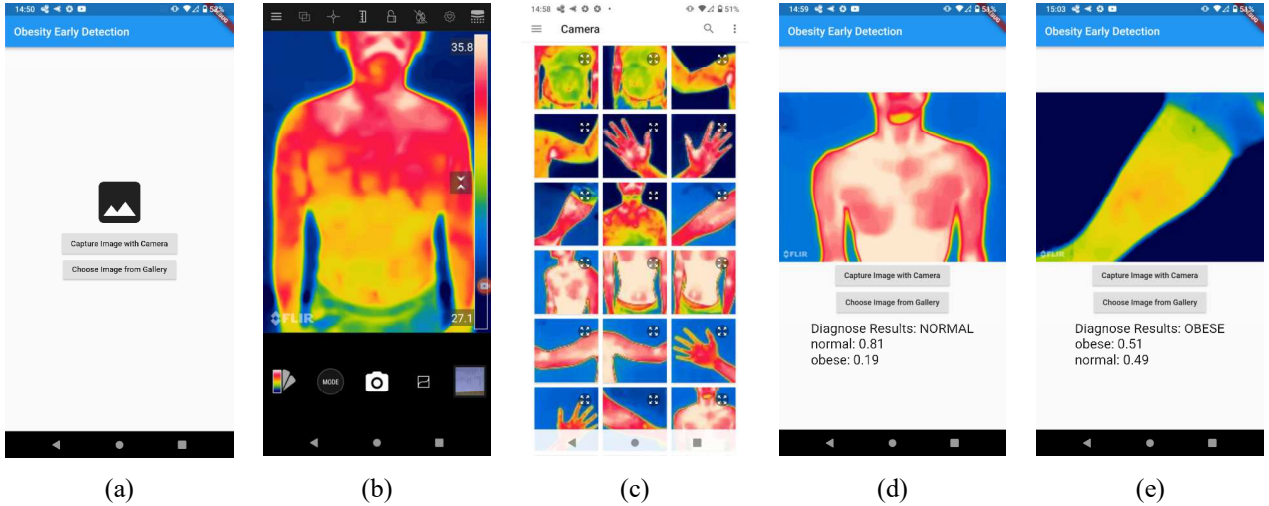 14:50
52%
Obesity Early Detection
Capture Image with Camera
Choose Image from Gallery
(a)
35.8
27.1
FLIR
MODE
(b)
14:58
51%
Camera
(c)
14:59
51%
Obesity Early Detection
FLIR
Capture Image with Camera
Choose Image from Gallery
Diagnose Results: NORMAL
normal: 0.81
obese: 0.19
(d)
15:03
51%
Obesity Early Detection
FLIR
Capture Image with Camera
Choose Image from Gallery
Diagnose Results: OBESE
obese: 0.51
normal: 0.49
(e)